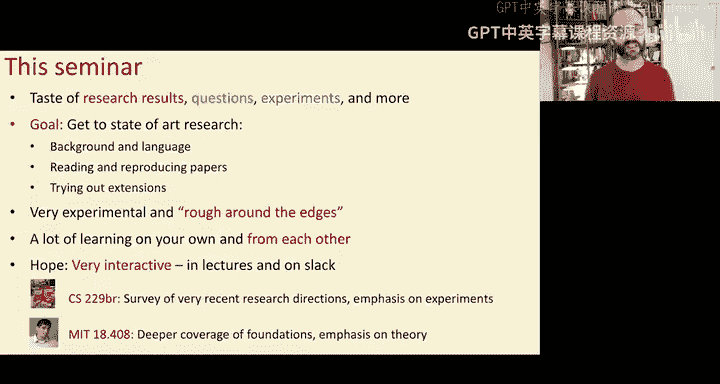 GPT中英字幕课程资源
This seminar
• Taste of research results, questions, experiments, and more
• Goal: Get to state of art research:
• Background and language
• Reading and reproducing papers
• Trying out extensions
• Very experimental and “rough around the edges”
• A lot of learning on your own and from each other
• Hope: Very interactive – in lectures and on slack
CS 229br: Survey of very recent research directions, emphasis on experiments
MIT 18.408: Deeper coverage of foundations, emphasis on theory